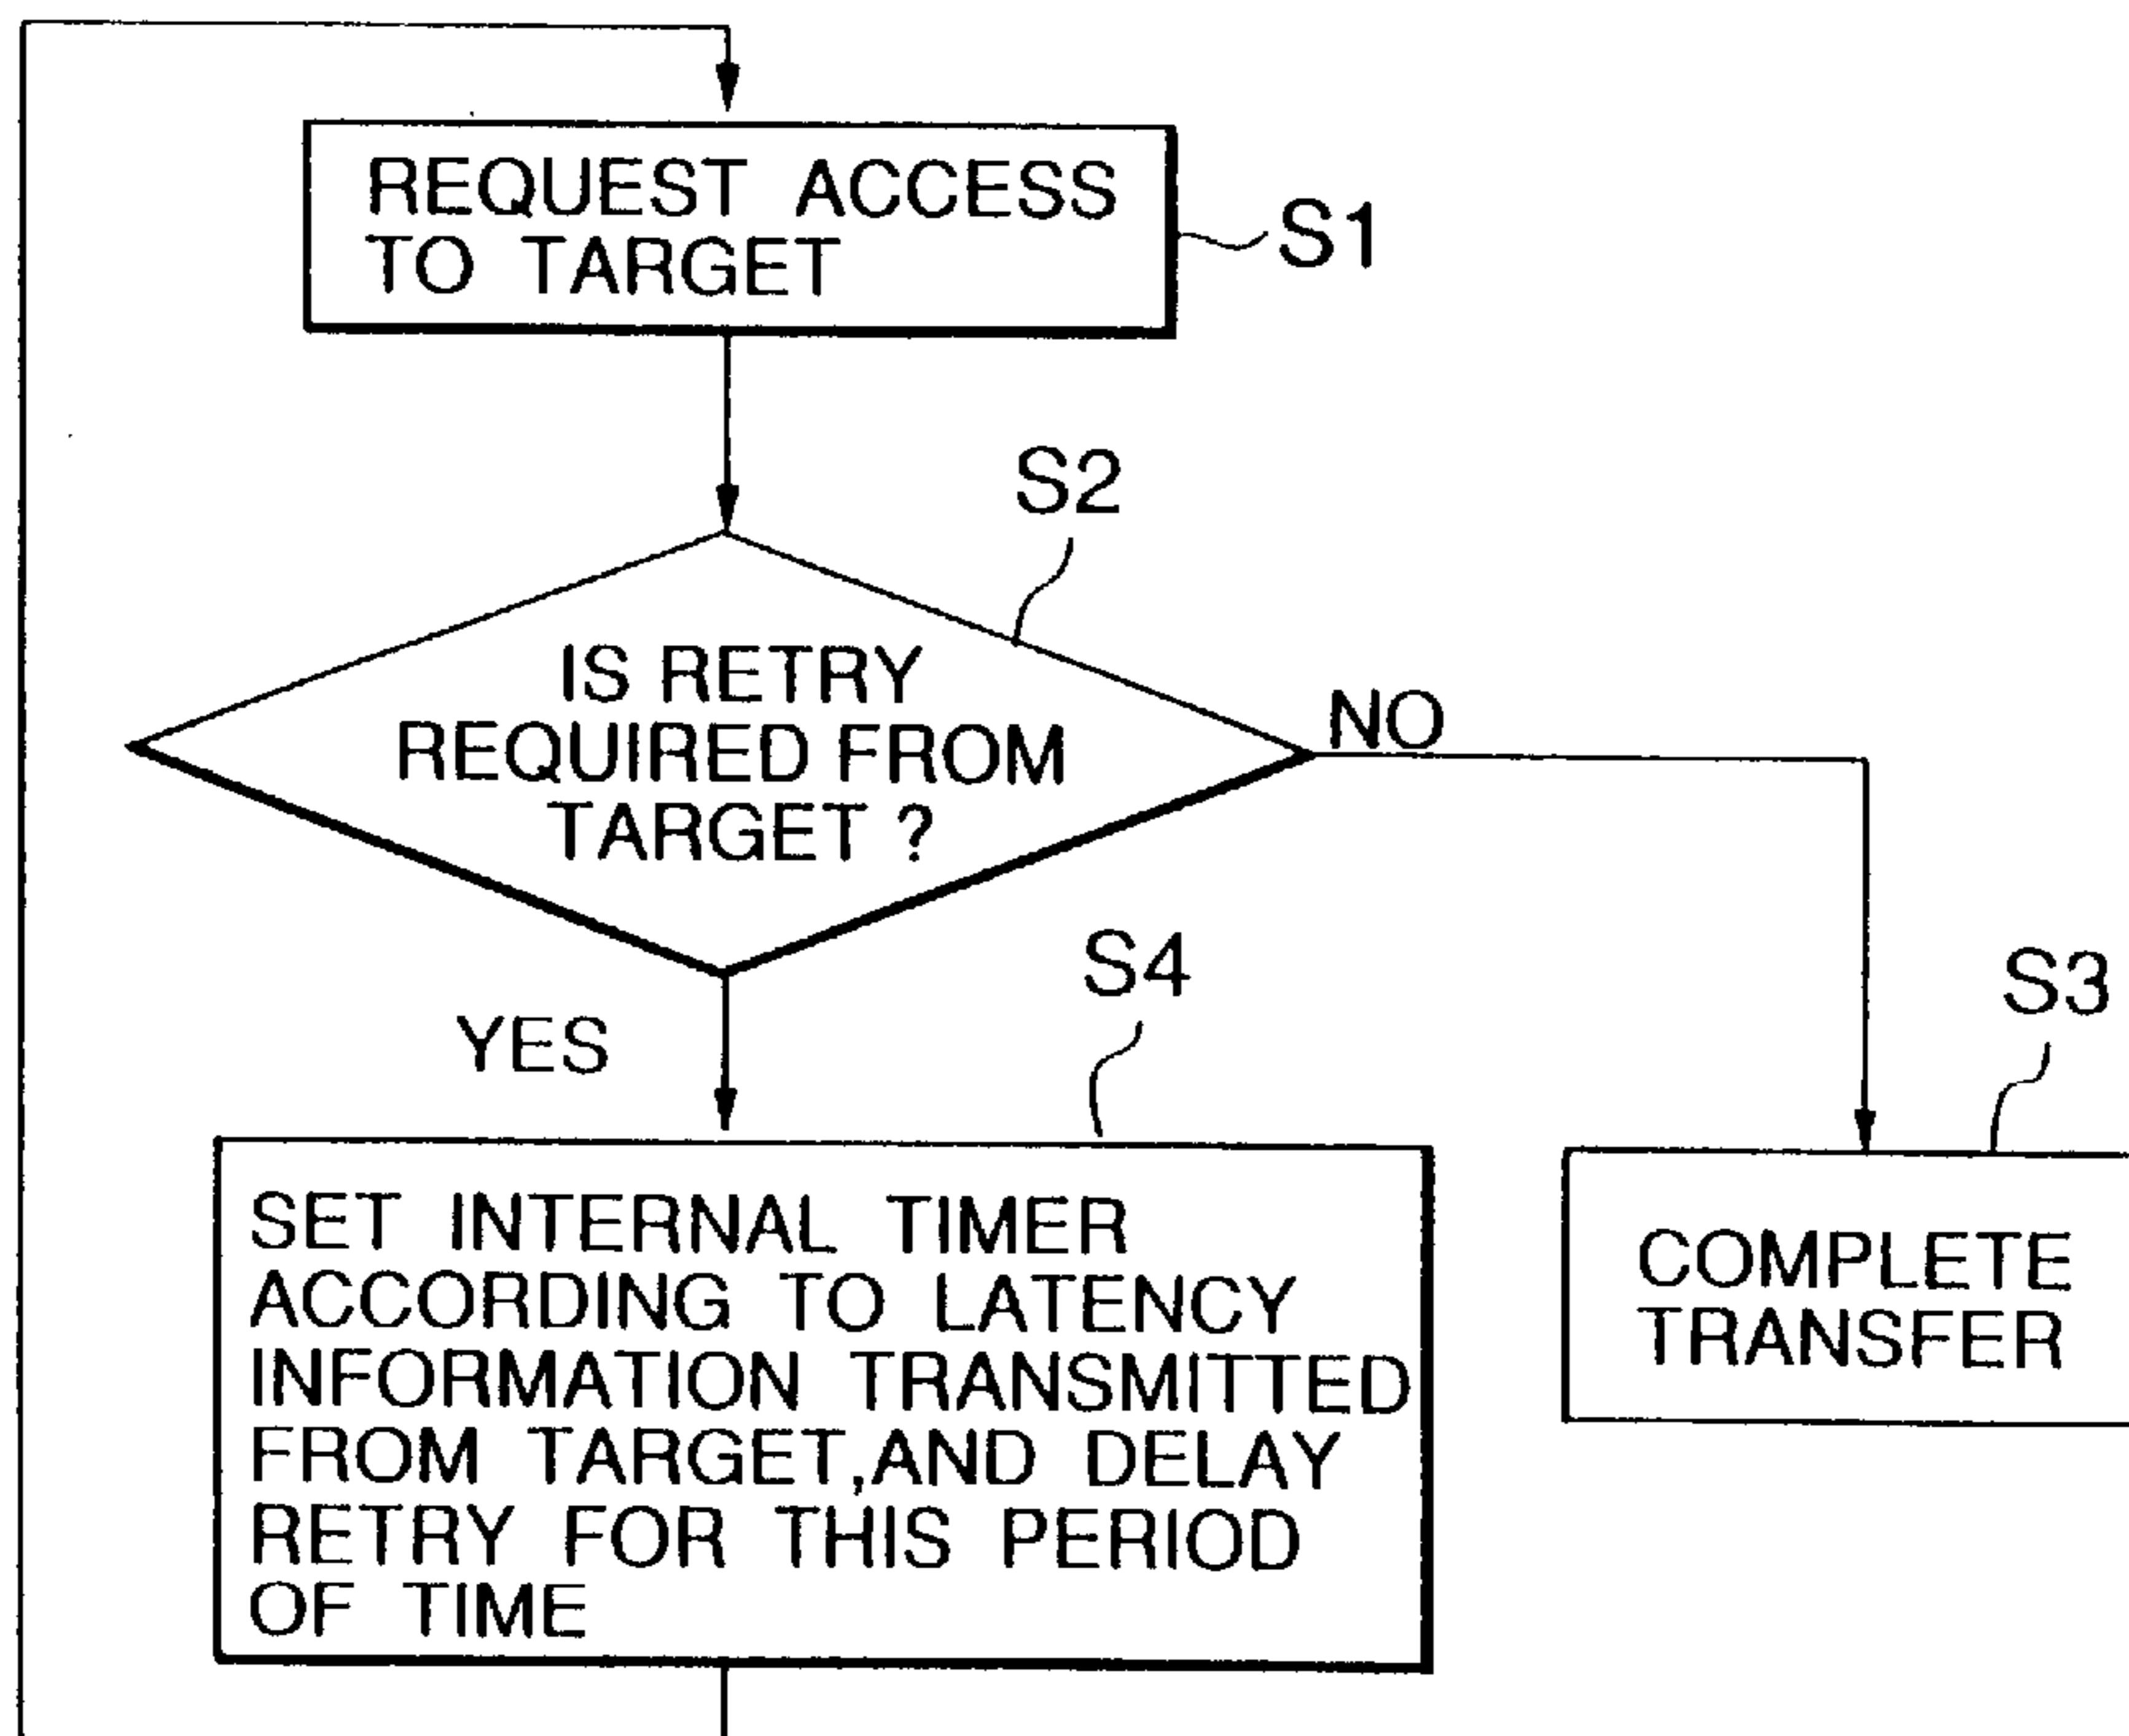 REQUEST ACCESS
TO TARGET
S1
S2
IS RETRY
REQUIRED FROM
TARGET ?
NO
YES
S4
S3
SET INTERNAL TIMER
ACCORDING TO LATENCY
INFORMATION TRANSMITTED
FROM TARGET,AND DELAY
RETRY FOR THIS PERIOD
OF TIME
COMPLETE
TRANSFER